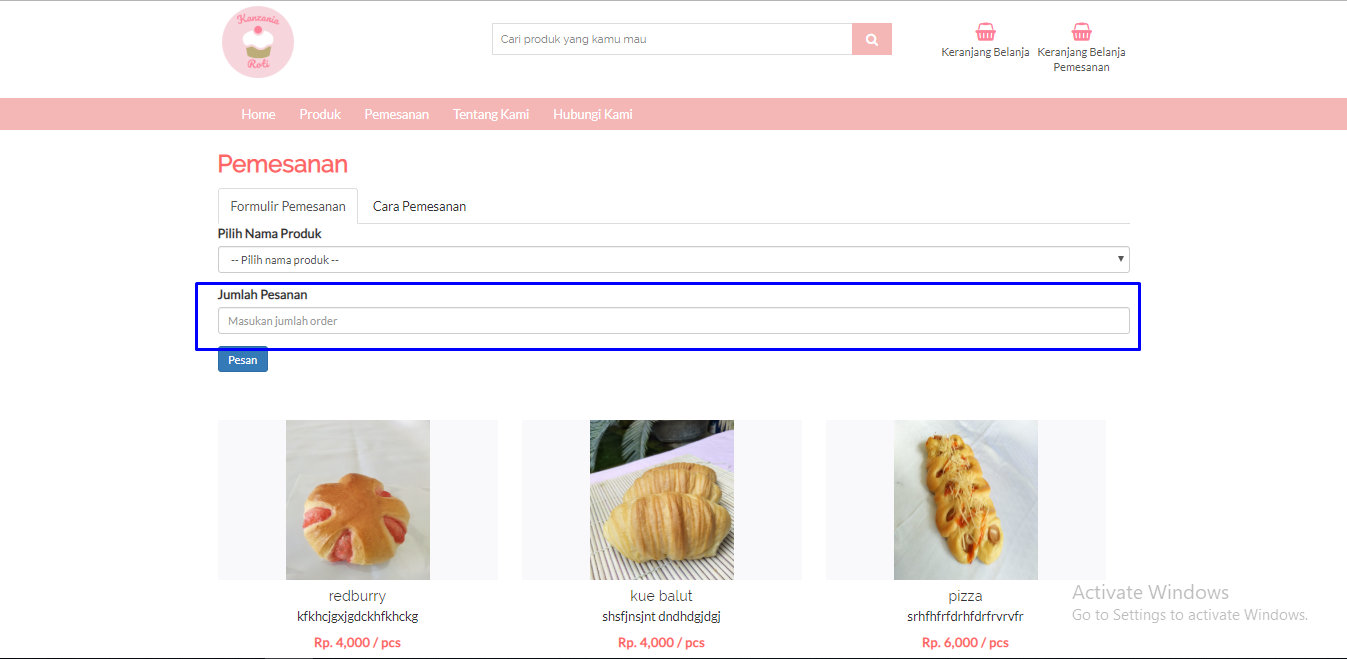 Kanzania
Roti
Cari produk yang kamu mau
Keranjang Belanja
Keranjang Belanja
Pemesanan
Home Produk Pemesanan Tentang Kami Hubungi Kami
Pemesanan
Formulir Pemesanan Cara Pemesanan
Pilih Nama Produk
-- Pilih nama produk --
Jumlah Pesanan
Masukan jumlah order
Pesan
redburry
kfkhcjgxjgdckhfkhckg
Rp. 4,000 / pcs
kue balut
shsfjnsjnt dndhdgjdgj
Rp. 4,000 / pcs
pizza
srhfhfrfdrhfdrfrvrvfr
Rp. 6,000 / pcs
Activate Windows
Go to Settings to activate Windows.